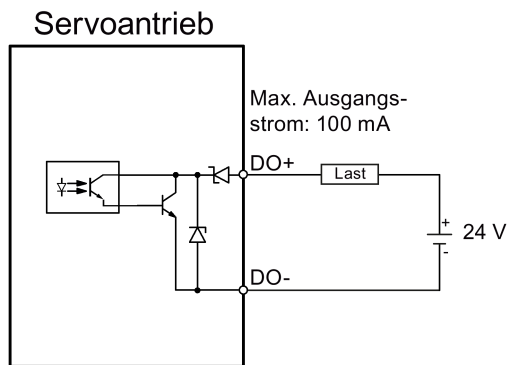 Servoantrieb
Max. Ausgangs-
strom: 100 mA
DO+
Last
+
24 V
-
DO-